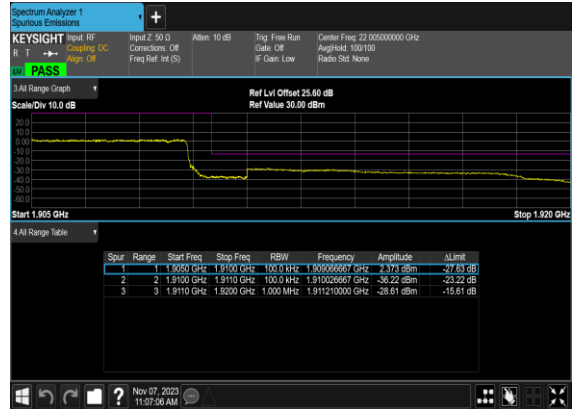 Spectrum Analyzer 1
Spurious Emissions
+
KEYSIGHT Input: RF Input Z: 50 Ω Atten: 10 dB Trig: Free Run Center Freq: 22.005000000 GHz
R T Coupling: DC Corrections: Off Gate: Off Avg|Hold: 100/100
Align: Off Freq Ref: Int (S) IF Gain: Low Radio Std: None
PASS
3 All Range Graph
Ref Lvl Offset 25.60 dB
Scale/Div 10.0 dB Ref Value 30.00 dBm
20.0
10.0
0.00
-10.0
-20.0
-30.0
-40.0
-50.0
-60.0
Start 1.905 GHz Stop 1.920 GHz
4 All Range Table
Spur Range Start Freq Stop Freq RBW Frequency Amplitude ΔLimit
1 1 1.9050 GHz 1.9100 GHz 100.0 kHz 1.909066667 GHz 2.373 dBm -27.63 dB
2 2 1.9100 GHz 1.9110 GHz 100.0 kHz 1.910026667 GHz -36.22 dBm -23.22 dB
3 3 1.9110 GHz 1.9200 GHz 1.000 MHz 1.911210000 GHz -28.61 dBm -15.61 dB
? Nov 07, 2023
11:07:06 AM